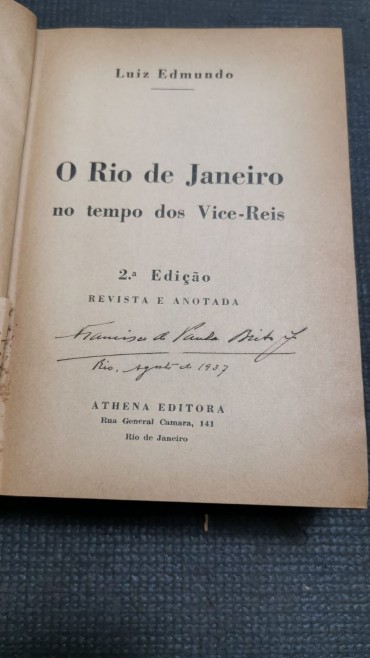 Luiz Edmundo
O Rio de Janeiro
no tempo dos Vice-Reis
2.ª Edição
REVISTA E ANOTADA
Francisco de Paula Brito Jr
Rio, Agosto de 1937
ATHENA EDITORA
Rua General Camara, 141
Rio de Janeiro